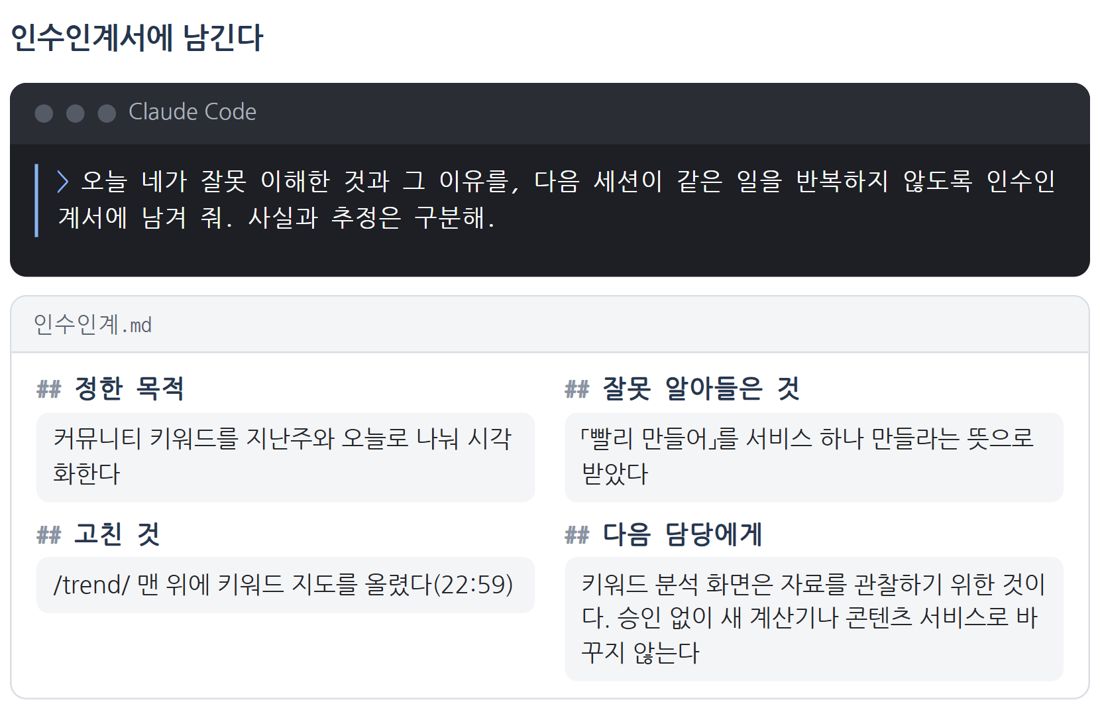 인수인계서에 남긴다
Claude Code
> 오늘 네가 잘못 이해한 것과 그 이유를, 다음 세션이 같은 일을 반복하지 않도록 인수인
계서에 남겨 줘. 사실과 추정은 구분해.
인수인계.md
## 정한 목적
커뮤니티 키워드를 지난주와 오늘로 나눠 시각
화한다
## 잘못 알아들은 것
「빨리 만들어」를 서비스 하나 만들라는 뜻으로
받았다
## 고친 것
/trend/ 맨 위에 키워드 지도를 올렸다(22:59)
## 다음 담당에게
키워드 분석 화면은 자료를 관찰하기 위한 것이
다. 승인 없이 새 계산기나 콘텐츠 서비스로 바
꾸지 않는다